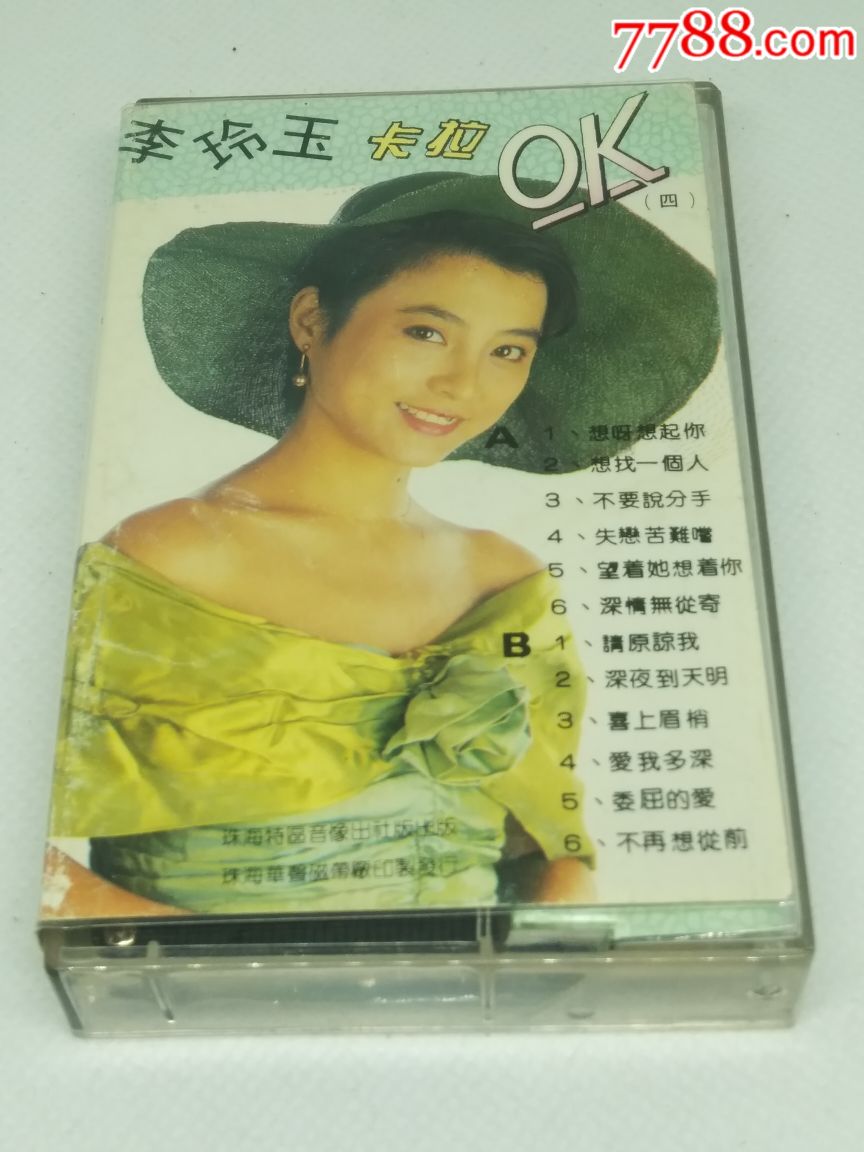 7788.com
李玲玉 卡拉OK
（四）
A 1、想呀想起你
2、想找一個人
3、不要說分手
4、失戀苦難嚐
5、望着她想着你
6、深情無從寄
B 1、請原諒我
2、深夜到天明
3、喜上眉梢
4、愛我多深
5、委屈的愛
6、不再想從前
珠海特區音像出社版出版
珠海華聲磁帶廠印製發行